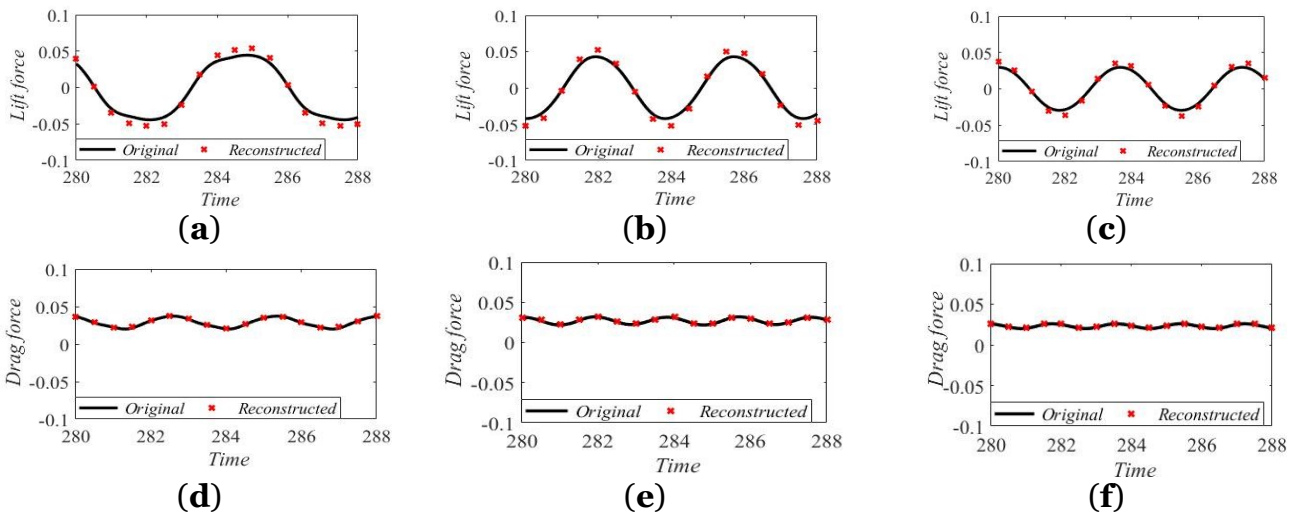 0.1
0.05
0
-0.05
-0.1
Lift force
Original
Reconstructed
280 282 284 286 288
Time
(a)
0.1
0.05
0
-0.05
-0.1
Lift force
Original
Reconstructed
280 282 284 286 288
Time
(b)
0.1
0.05
0
-0.05
-0.1
Lift force
Original
Reconstructed
280 282 284 286 288
Time
(c)
0.1
0.05
0
-0.05
-0.1
Drag force
Original
Reconstructed
280 282 284 286 288
Time
(d)
0.1
0.05
0
-0.05
-0.1
Drag force
Original
Reconstructed
280 282 284 286 288
Time
(e)
0.1
0.05
0
-0.05
-0.1
Drag force
Original
Reconstructed
280 282 284 286 288
Time
(f)